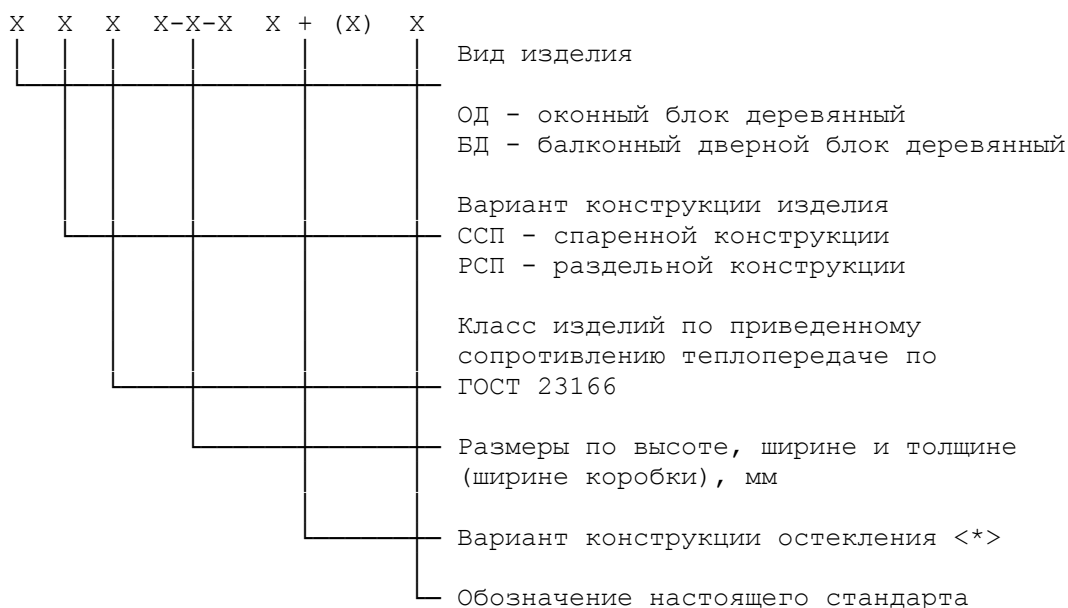 X X X X-X-X X + (X) X
Вид изделия
ОД - оконный блок деревянный
БД - балконный дверной блок деревянный
Вариант конструкции изделия
ССП - спаренной конструкции
РСП - раздельной конструкции
Класс изделий по приведенному
сопротивлению теплопередаче по
ГОСТ 23166
Размеры по высоте, ширине и толщине
(ширине коробки), мм
Вариант конструкции остекления <*>
Обозначение настоящего стандарта